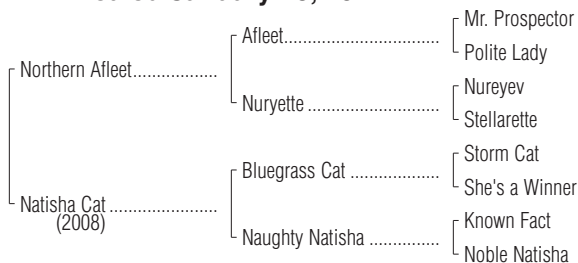 Mr. Prospector
Afleet
Polite Lady
Northern Afleet
Nureyev
Nuryette
Stellarette
Storm Cat
Bluegrass Cat
She's a Winner
Natisha Cat
(2008)
Known Fact
Naughty Natisha
Noble Natisha